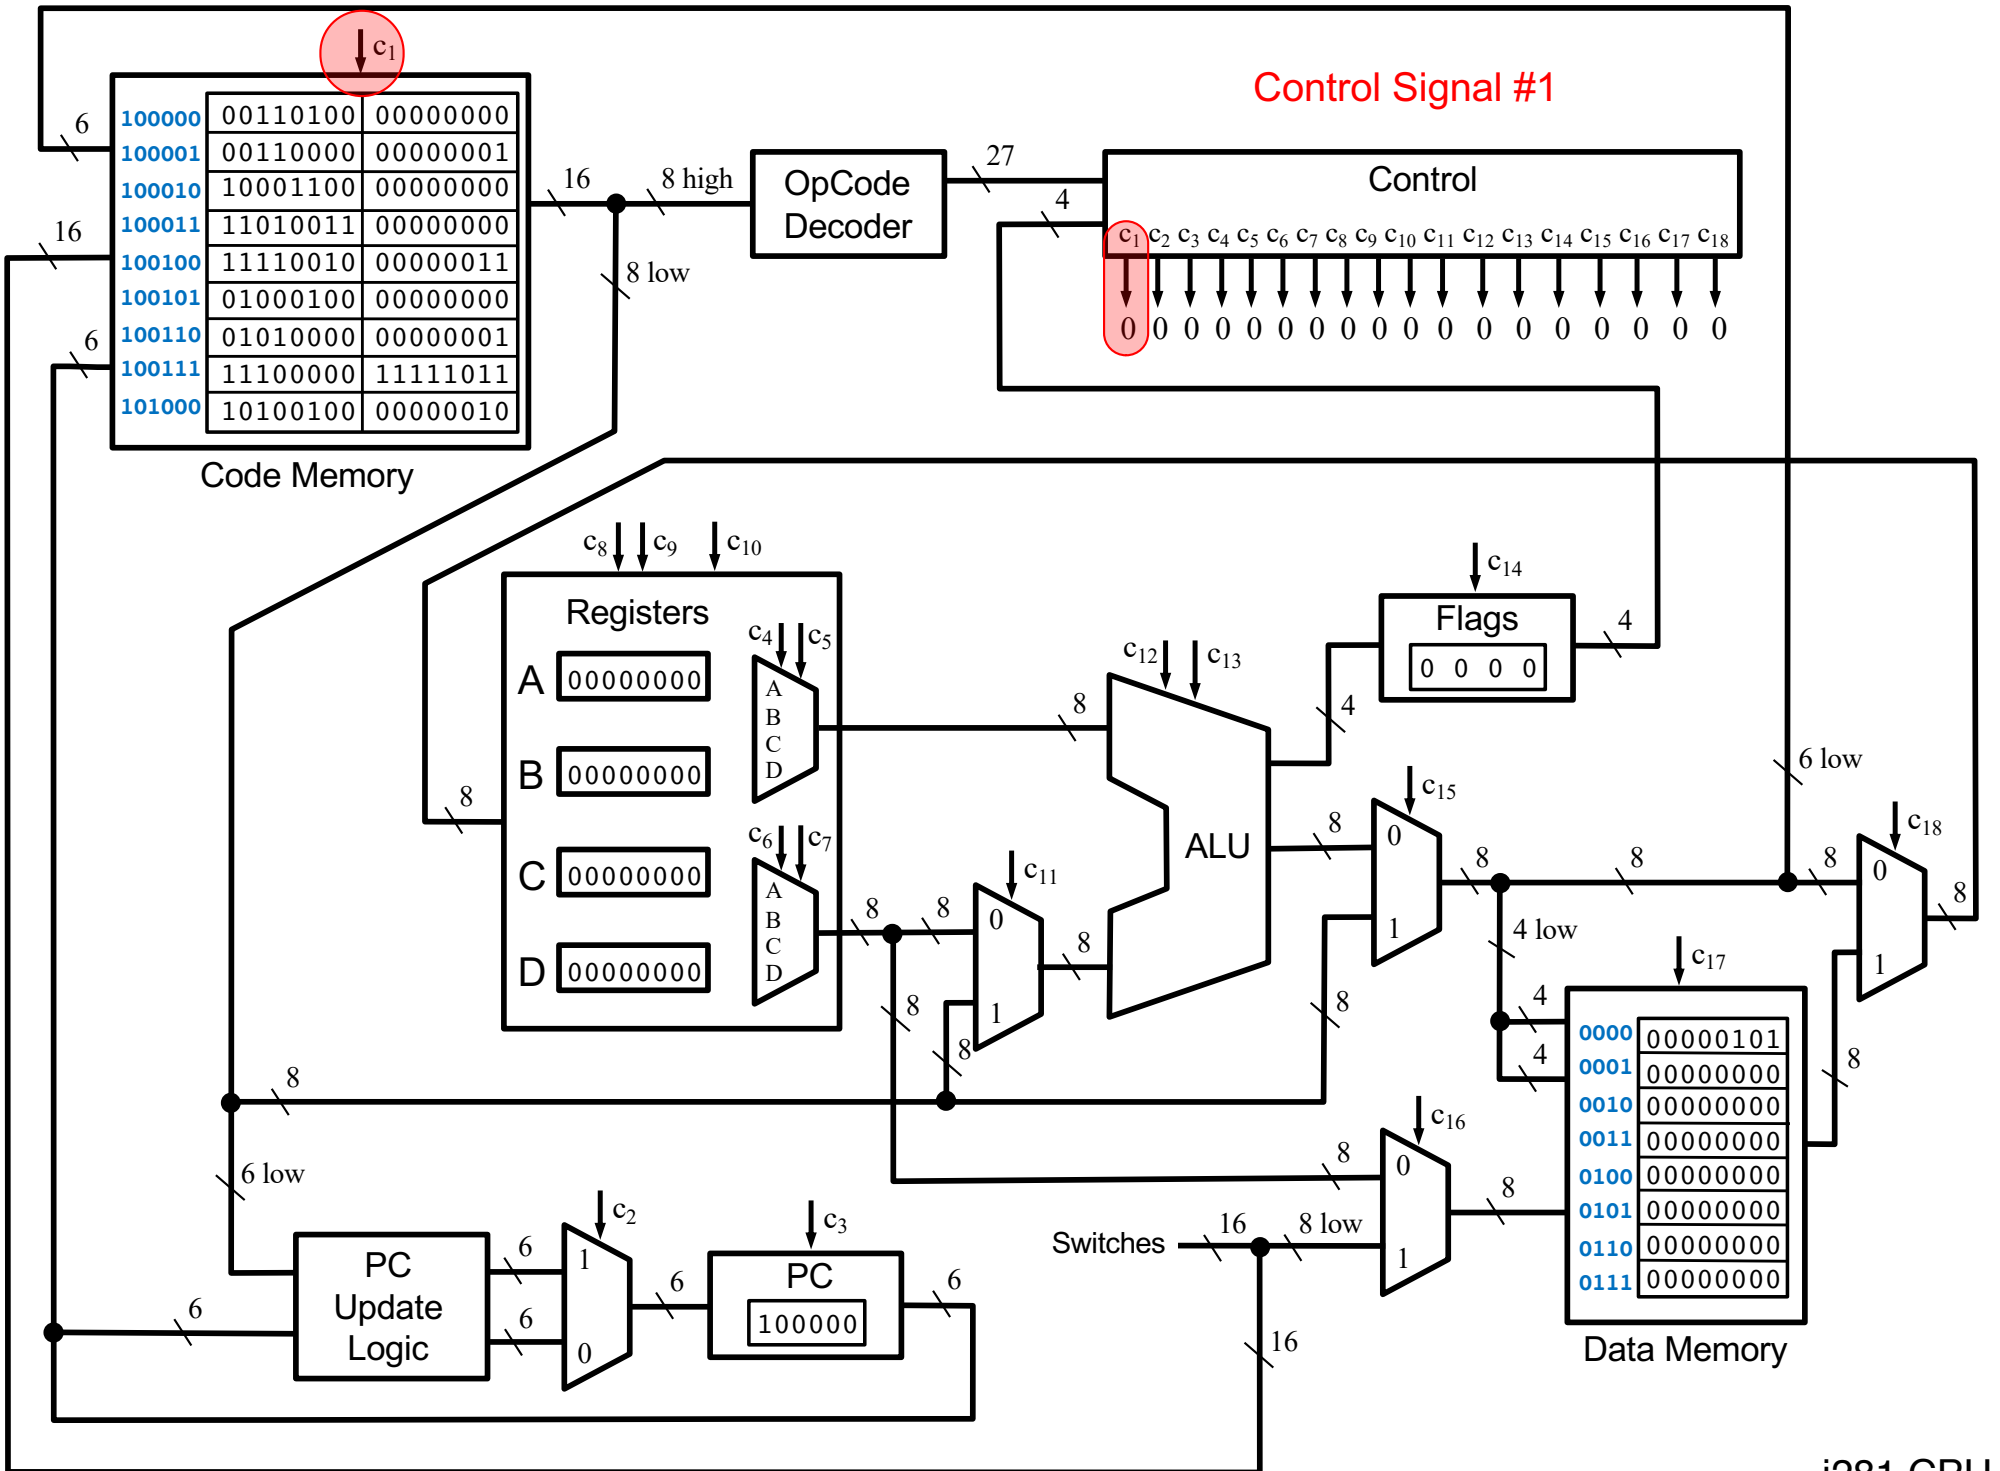 c1
Control Signal #1
6
100000 00110100 00000000
100001 00110000 00000001
100010 10001100 00000000
100011 11010011 00000000
100100 11110010 00000011
100101 01000100 00000000
100110 01010000 00000001
100111 11100000 11111011
101000 10100100 00000010
Code Memory
16
6
16
8 high
8 low
OpCode
Decoder
27
4
Control
c1 c2 c3 c4 c5 c6 c7 c8 c9 c10 c11 c12 c13 c14 c15 c16 c17 c18
0 0 0 0 0 0 0 0 0 0 0 0 0 0 0 0 0 0
c8 c9 c10
Registers
A 00000000
B 00000000
C 00000000
D 00000000
c4 c5
A
B
C
D
c6 c7
A
B
C
D
8
8
8
8
8
c11
0
1
8
8
c12 c13
ALU
8
4
c14
Flags
0 0 0 0
4
c15
0
1
8
8
8
8
8
6 low
c18
0
1
8
4 low
4
4
c17
0000 00000101
0001 00000000
0010 00000000
0011 00000000
0100 00000000
0101 00000000
0110 00000000
0111 00000000
Data Memory
8
8
6 low
PC
Update
Logic
6
6
6
c2
1
0
6
c3
PC
100000
6
Switches
16
8 low
16
8
c16
0
1
8